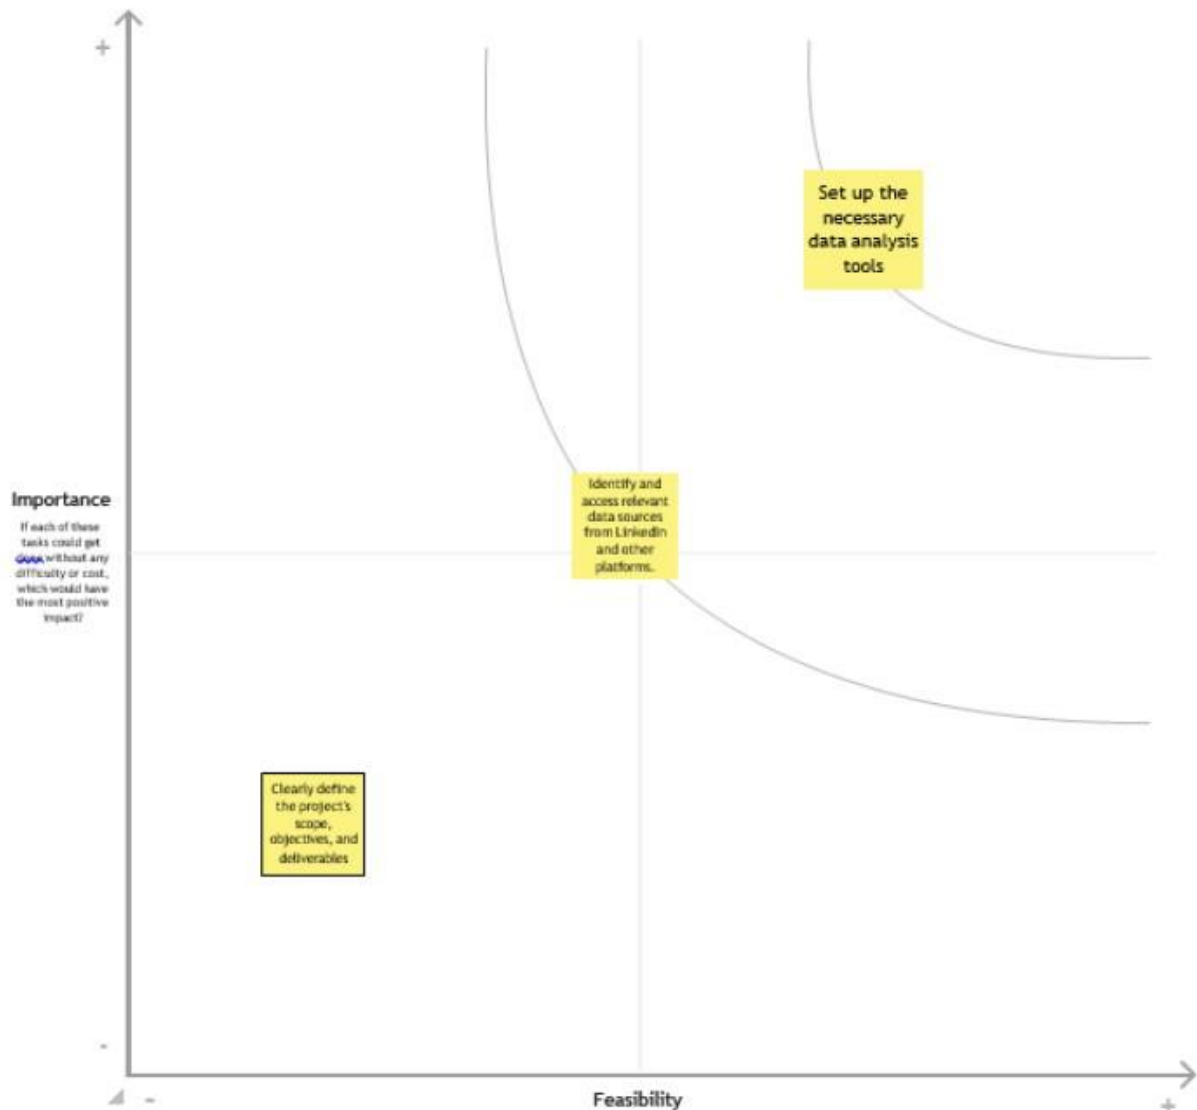 +
Set up the
necessary
data analysis
tools
Identify and
access relevant
data sources
from LinkedIn
and other
platforms.
Importance
If each of these
tasks could get
done without any
difficulty or cost,
which would have
the most positive
impact?
Clearly define
the project's
scope,
objectives, and
deliverables
-
-
Feasibility
+